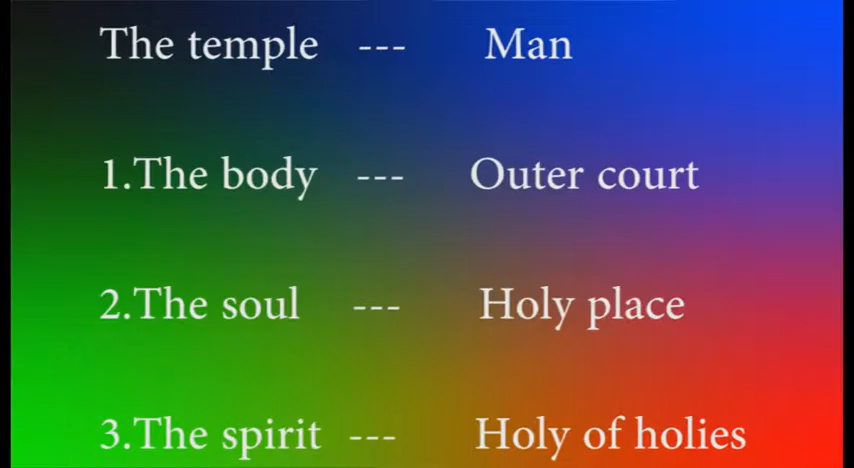 The temple --- Man
1.The body --- Outer court
2.The soul --- Holy place
3.The spirit --- Holy of holies